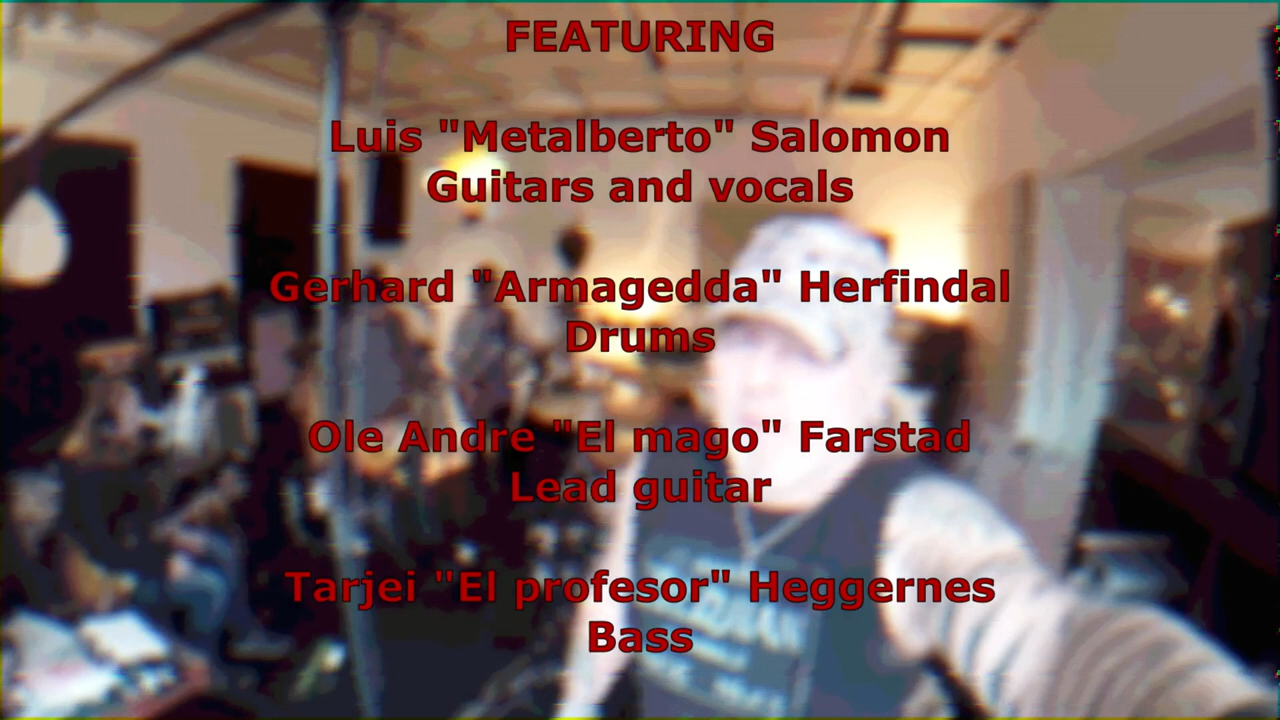 FEATURING
Luis "Metalberto" Salomon
Guitars and vocals
Gerhard "Armagedda" Herfindal
Drums
Ole Andre "El mago" Farstad
Lead guitar
Tarjei "El profesor" Heggernes
Bass